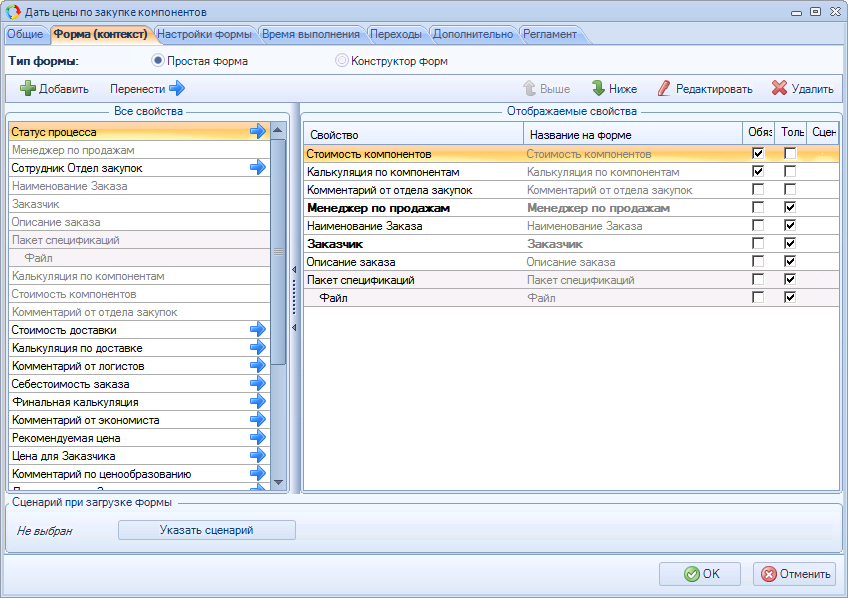 Дать цены по закупке компонентов
Общие Форма (контекст) Настройки формы Время выполнения Переходы Дополнительно Регламент
Тип формы: Простая форма Конструктор форм
Добавить Перенести Выше Ниже Редактировать Удалить
Все свойства
Статус процесса
Менеджер по продажам
Сотрудник Отдел закупок
Наименование Заказа
Заказчик
Описание заказа
Пакет спецификаций
Файл
Калькуляция по компонентам
Стоимость компонентов
Комментарий от отдела закупок
Стоимость доставки
Калькуляция по доставке
Комментарий от логистов
Себестоимость заказа
Финальная калькуляция
Комментарий от экономиста
Рекомендуемая цена
Цена для Заказчика
Комментарий по ценообразованию
Отображаемые свойства
Свойство Название на форме Обяз Толь Сцен
Стоимость компонентов Стоимость компонентов
Калькуляция по компонентам Калькуляция по компонентам
Комментарий от отдела закупок Комментарий от отдела закупок
Менеджер по продажам Менеджер по продажам
Наименование Заказа Наименование Заказа
Заказчик Заказчик
Описание заказа Описание заказа
Пакет спецификаций Пакет спецификаций
Файл Файл
Сценарий при загрузке формы
Не выбран Указать сценарий
OK Отменить